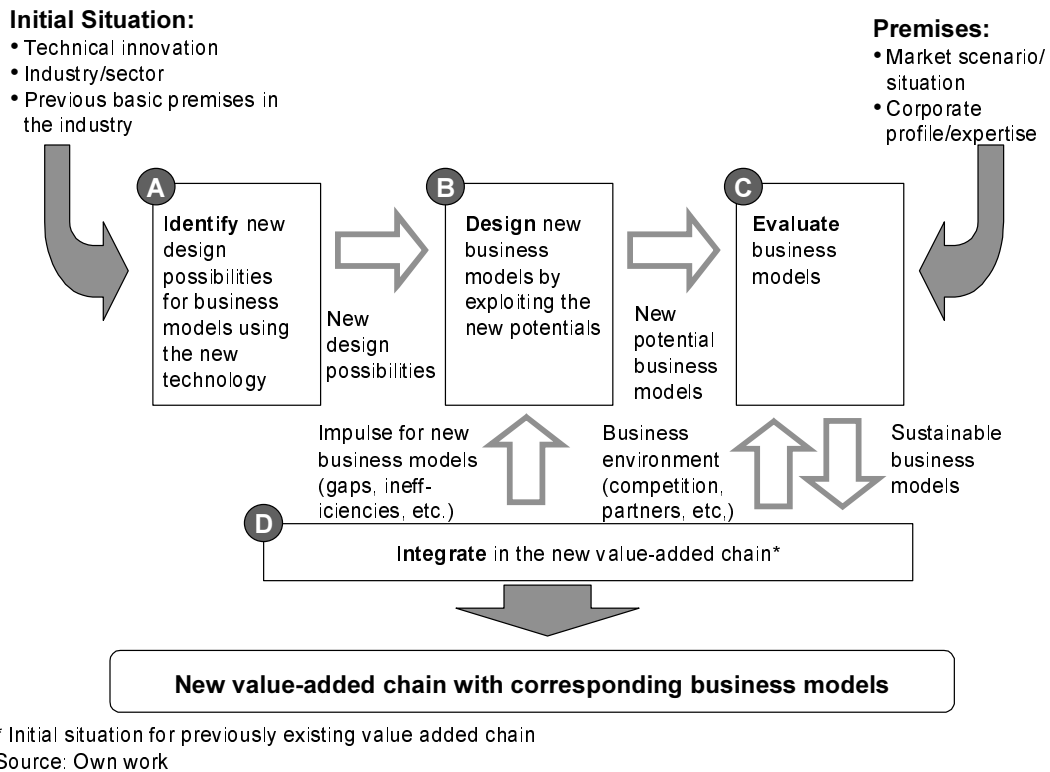 Initial Situation:
• Technical innovation
• Industry/sector
• Previous basic premises in
the industry
Premises:
• Market scenario/
situation
• Corporate
profile/expertise
A
Identify new
design
possibilities
for business
models using
the new
technology
New
design
possibilities
B
Design new
business
models by
exploiting the
new potentials
New
potential
business
models
C
Evaluate
business
models
Impulse for new
business models
(gaps, ineff-
iciencies, etc.)
Business
environment
(competition,
partners, etc,)
Sustainable
business
models
D
Integrate in the new value-added chain*
New value-added chain with corresponding business models
* Initial situation for previously existing value added chain
Source: Own work